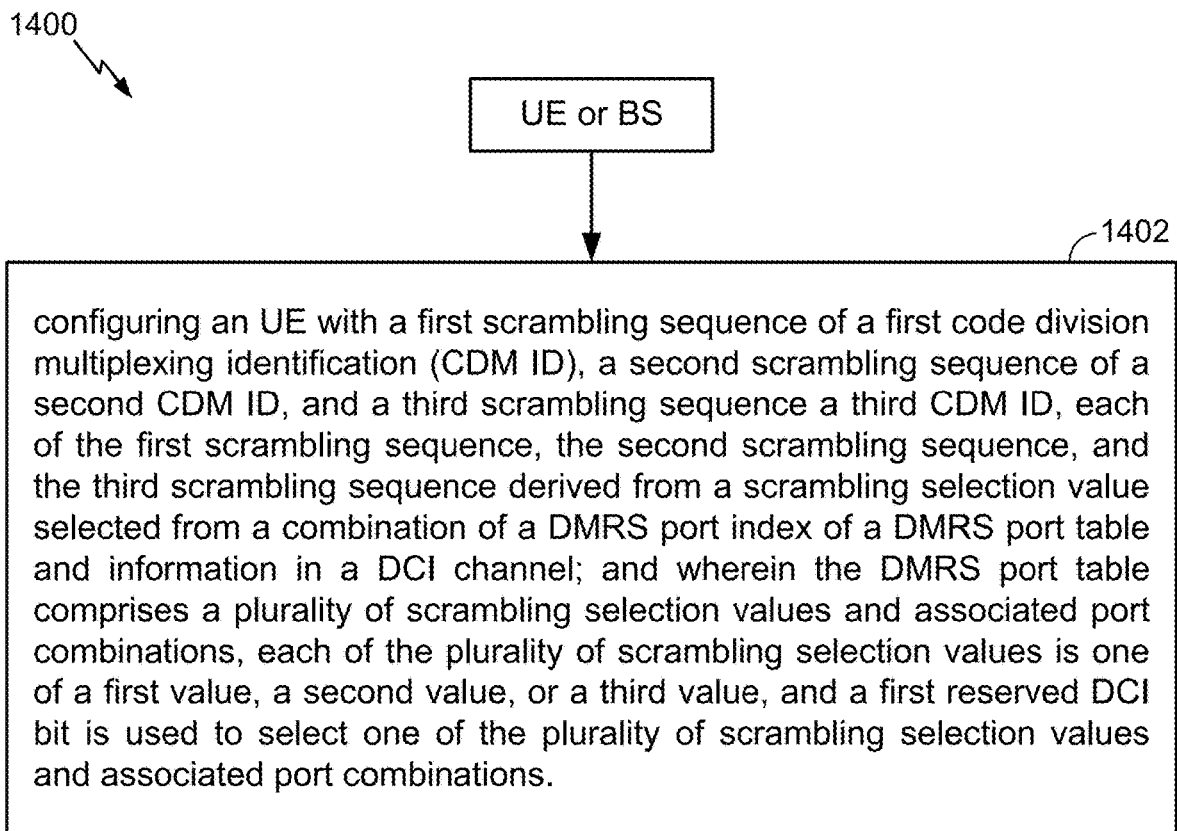 1400
UE or BS
1402
configuring an UE with a first scrambling sequence of a first code division
multiplexing identification (CDM ID), a second scrambling sequence of a
second CDM ID, and a third scrambling sequence a third CDM ID, each
of the first scrambling sequence, the second scrambling sequence, and
the third scrambling sequence derived from a scrambling selection value
selected from a combination of a DMRS port index of a DMRS port table
and information in a DCI channel; and wherein the DMRS port table
comprises a plurality of scrambling selection values and associated port
combinations, each of the plurality of scrambling selection values is one
of a first value, a second value, or a third value, and a first reserved DCI
bit is used to select one of the plurality of scrambling selection values
and associated port combinations.